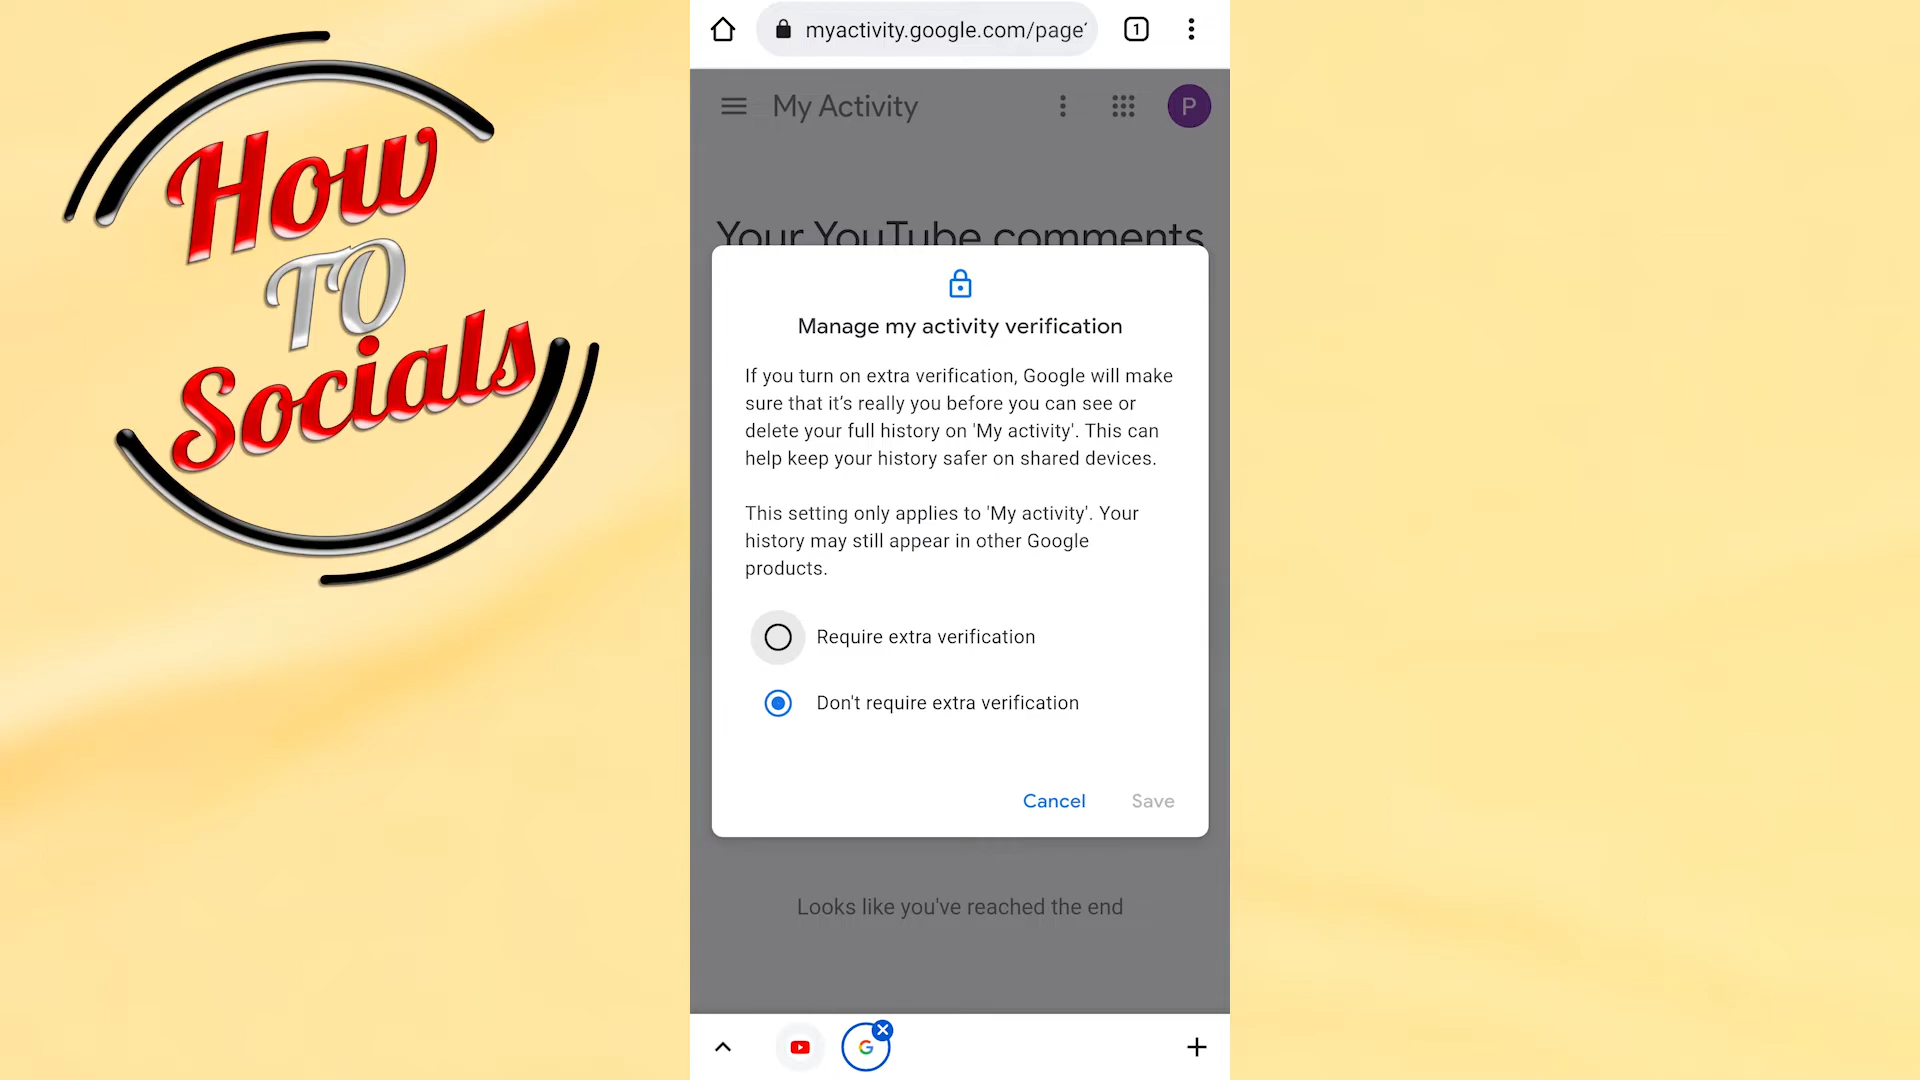 How
TO
Socials
myactivity.google.com/page
1
My Activity
P
Your YouTube comments
Manage my activity verification
If you turn on extra verification, Google will make
sure that it’s really you before you can see or
delete your full history on 'My activity'. This can
help keep your history safer on shared devices.
This setting only applies to 'My activity'. Your
history may still appear in other Google
products.
Require extra verification
Don't require extra verification
Cancel
Save
Looks like you've reached the end
G